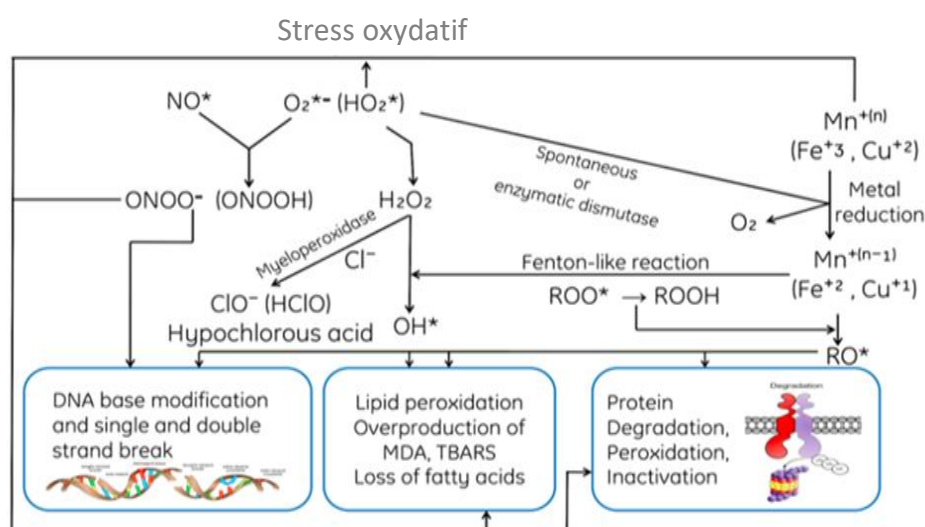 Stress oxydatif
NO* O₂*⁻ (HO₂*)
Mn⁺⁽ⁿ⁾
(Fe⁺³ , Cu⁺²)
Spontaneous
or
enzymatic dismutase
Metal
reduction
ONOO⁻ (ONOOH)
H₂O₂
O₂
Myeloperoxidase
Cl⁻
Fenton-like reaction
Mn⁺⁽ⁿ⁻¹⁾
(Fe⁺² , Cu⁺¹)
ROO* → ROOH
ClO⁻ (HClO)
Hypochlorous acid
OH*
RO*
DNA base modification
and single and double
strand break
Lipid peroxidation
Overproduction of
MDA, TBARS
Loss of fatty acids
Protein
Degradation,
Peroxidation,
Inactivation
Degradation